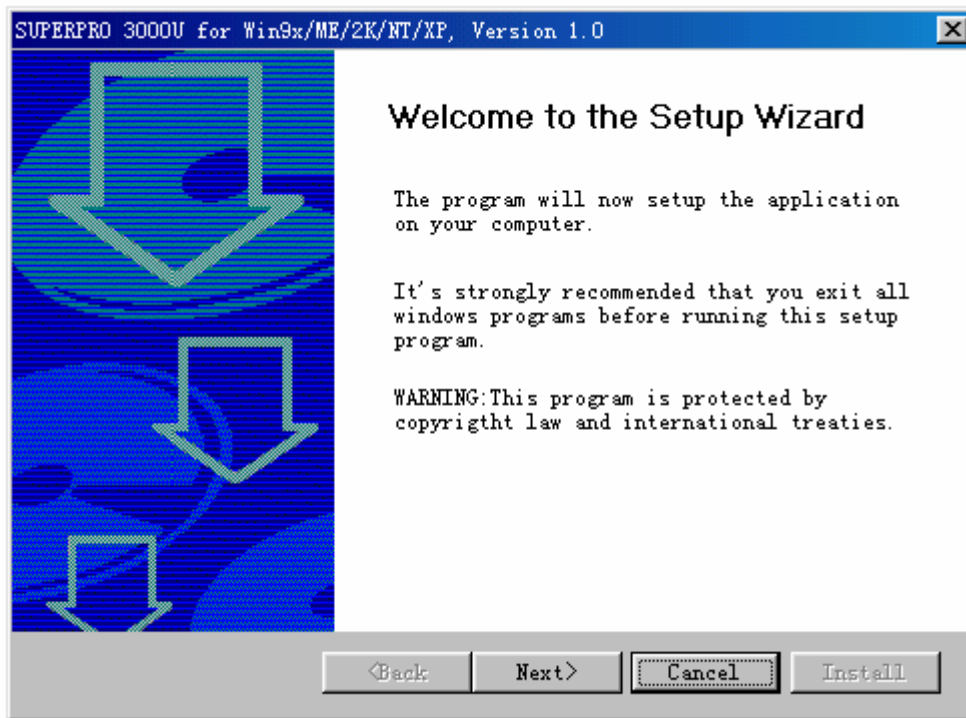 SUPERPRO 3000U for Win9x/ME/2K/NT/XP, Version 1.0
Welcome to the Setup Wizard
The program will now setup the application
on your computer.
It's strongly recommended that you exit all
windows programs before running this setup
program.
WARNING:This program is protected by
copyrigtht law and international treaties.
<Back Next> Cancel Install